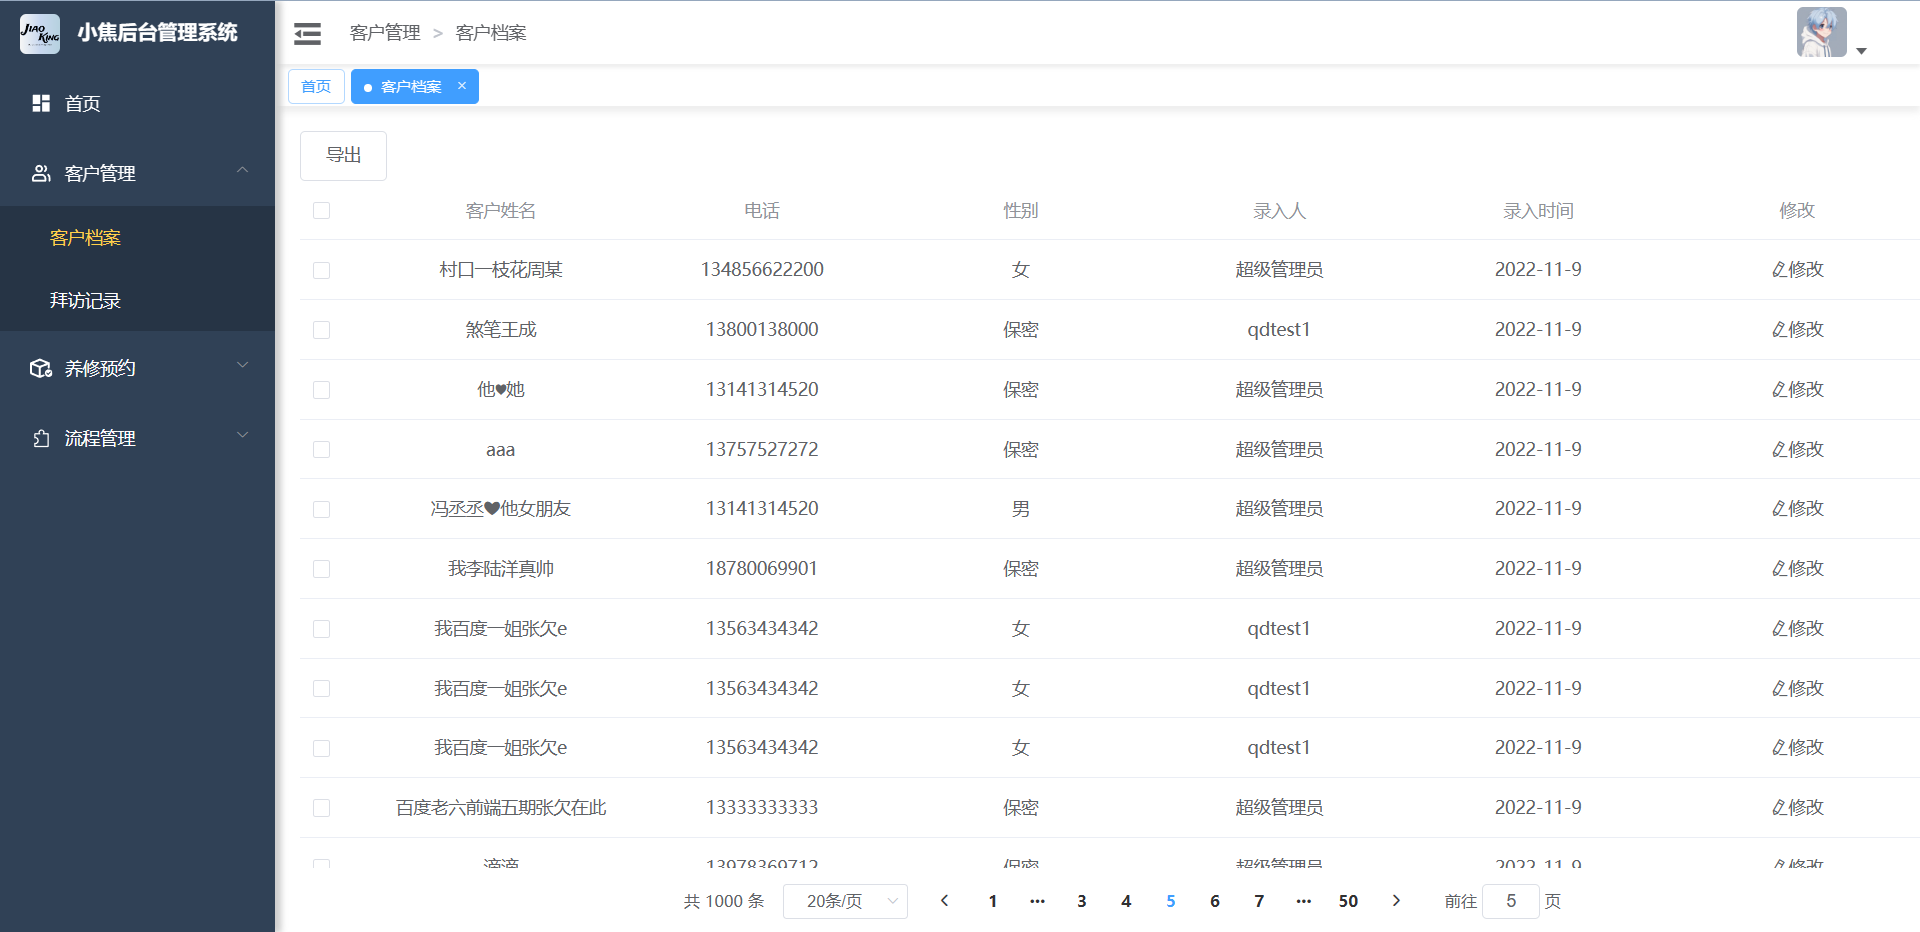 JIAO KING
小焦后台管理系统
首页
客户管理
客户档案
拜访记录
养修预约
流程管理
客户管理 > 客户档案
首页
客户档案 ×
导出
客户姓名 电话 性别 录入人 录入时间 修改
村口一枝花周某 134856622200 女 超级管理员 2022-11-9 修改
煞笔王成 13800138000 保密 qdtest1 2022-11-9 修改
他♥她 13141314520 保密 超级管理员 2022-11-9 修改
aaa 13757527272 保密 超级管理员 2022-11-9 修改
冯丞丞♥他女朋友 13141314520 男 超级管理员 2022-11-9 修改
我李陆洋真帅 18780069901 保密 超级管理员 2022-11-9 修改
我百度一姐张欠e 13563434342 女 qdtest1 2022-11-9 修改
我百度一姐张欠e 13563434342 女 qdtest1 2022-11-9 修改
我百度一姐张欠e 13563434342 女 qdtest1 2022-11-9 修改
百度老六前端五期张欠在此 13333333333 保密 超级管理员 2022-11-9 修改
滴滴 13978369712 保密 超级管理员 2022-11-9 修改
共 1000 条 20条/页 < 1 ··· 3 4 5 6 7 ··· 50 > 前往 5 页